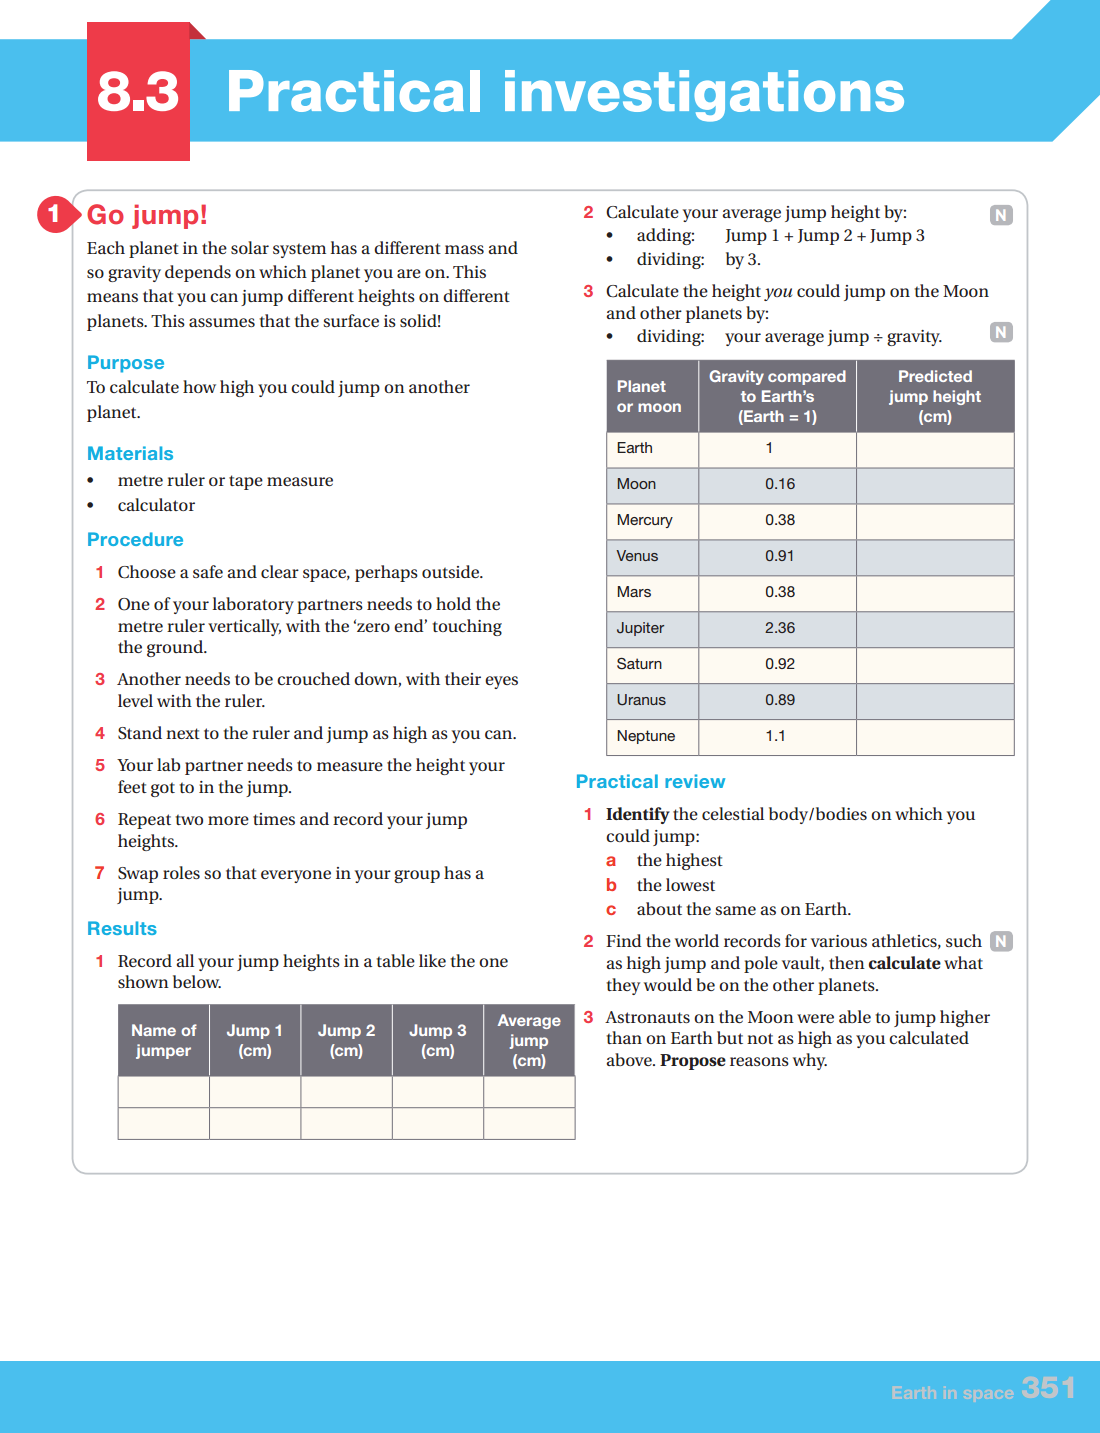 8.3 Practical investigations
1 Go jump!
Each planet in the solar system has a different mass and
so gravity depends on which planet you are on. This
means that you can jump different heights on different
planets. This assumes that the surface is solid!
Purpose
To calculate how high you could jump on another
planet.
Materials
• metre ruler or tape measure
• calculator
Procedure
1 Choose a safe and clear space, perhaps outside.
2 One of your laboratory partners needs to hold the
metre ruler vertically, with the ‘zero end’ touching
the ground.
3 Another needs to be crouched down, with their eyes
level with the ruler.
4 Stand next to the ruler and jump as high as you can.
5 Your lab partner needs to measure the height your
feet got to in the jump.
6 Repeat two more times and record your jump
heights.
7 Swap roles so that everyone in your group has a
jump.
Results
1 Record all your jump heights in a table like the one
shown below.
Name of jumper | Jump 1 (cm) | Jump 2 (cm) | Jump 3 (cm) | Average jump (cm)
2 Calculate your average jump height by: N
• adding: Jump 1 + Jump 2 + Jump 3
• dividing: by 3.
3 Calculate the height you could jump on the Moon
and other planets by:
• dividing: your average jump ÷ gravity. N
Planet or moon | Gravity compared to Earth’s (Earth = 1) | Predicted jump height (cm)
Earth 1
Moon 0.16
Mercury 0.38
Venus 0.91
Mars 0.38
Jupiter 2.36
Saturn 0.92
Uranus 0.89
Neptune 1.1
Practical review
1 Identify the celestial body/bodies on which you
could jump:
a the highest
b the lowest
c about the same as on Earth.
2 Find the world records for various athletics, such N
as high jump and pole vault, then calculate what
they would be on the other planets.
3 Astronauts on the Moon were able to jump higher
than on Earth but not as high as you calculated
above. Propose reasons why.
Earth in space 351